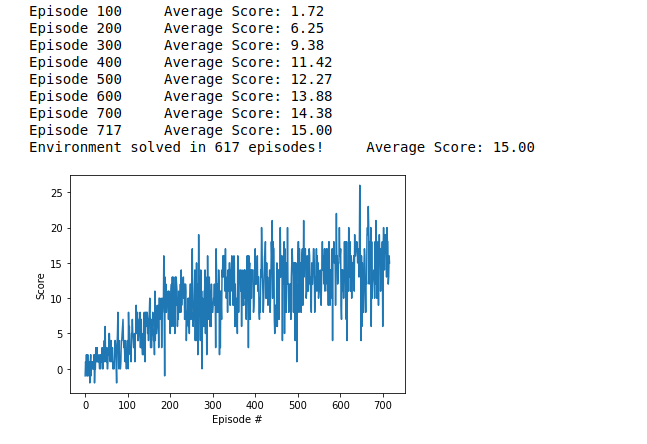 Episode 100 Average Score: 1.72
Episode 200 Average Score: 6.25
Episode 300 Average Score: 9.38
Episode 400 Average Score: 11.42
Episode 500 Average Score: 12.27
Episode 600 Average Score: 13.88
Episode 700 Average Score: 14.38
Episode 717 Average Score: 15.00
Environment solved in 617 episodes! Average Score: 15.00
25
20
15
10
5
0
Score
0 100 200 300 400 500 600 700
Episode #